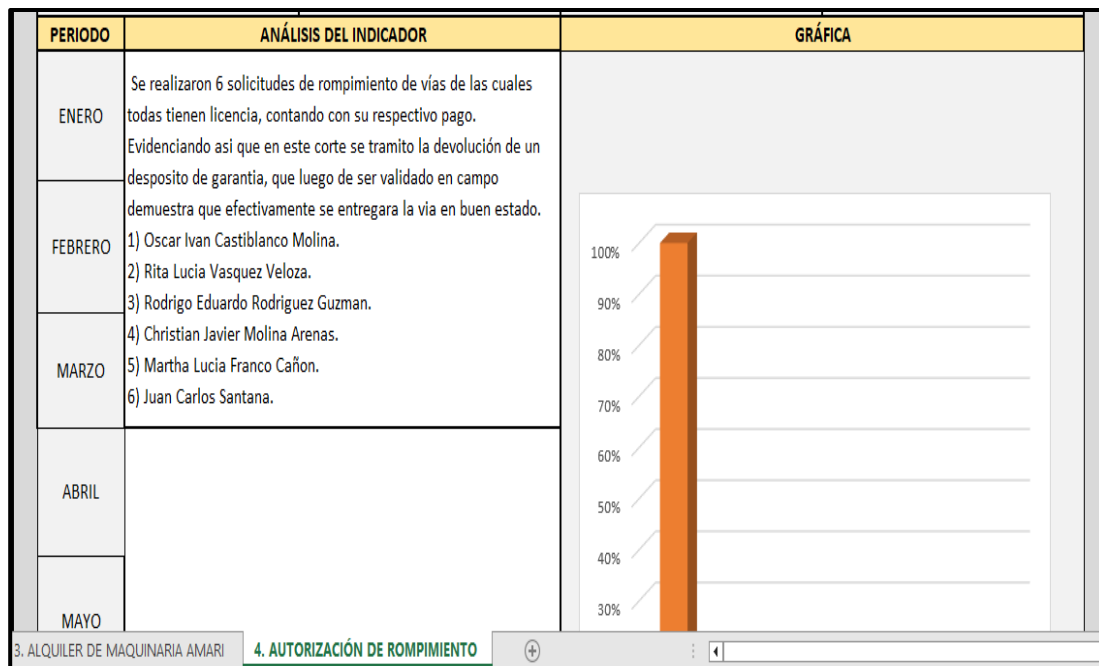 PERIODO
ANÁLISIS DEL INDICADOR
GRÁFICA
ENERO
FEBRERO
MARZO
ABRIL
MAYO
Se realizaron 6 solicitudes de rompimiento de vías de las cuales
todas tienen licencia, contando con su respectivo pago.
Evidenciando asi que en este corte se tramito la devolución de un
desposito de garantia, que luego de ser validado en campo
demuestra que efectivamente se entregara la via en buen estado.
1) Oscar Ivan Castiblanco Molina.
2) Rita Lucia Vasquez Veloza.
3) Rodrigo Eduardo Rodriguez Guzman.
4) Christian Javier Molina Arenas.
5) Martha Lucia Franco Cañon.
6) Juan Carlos Santana.
100%
90%
80%
70%
60%
50%
40%
30%
3. ALQUILER DE MAQUINARIA AMARI
4. AUTORIZACIÓN DE ROMPIMIENTO